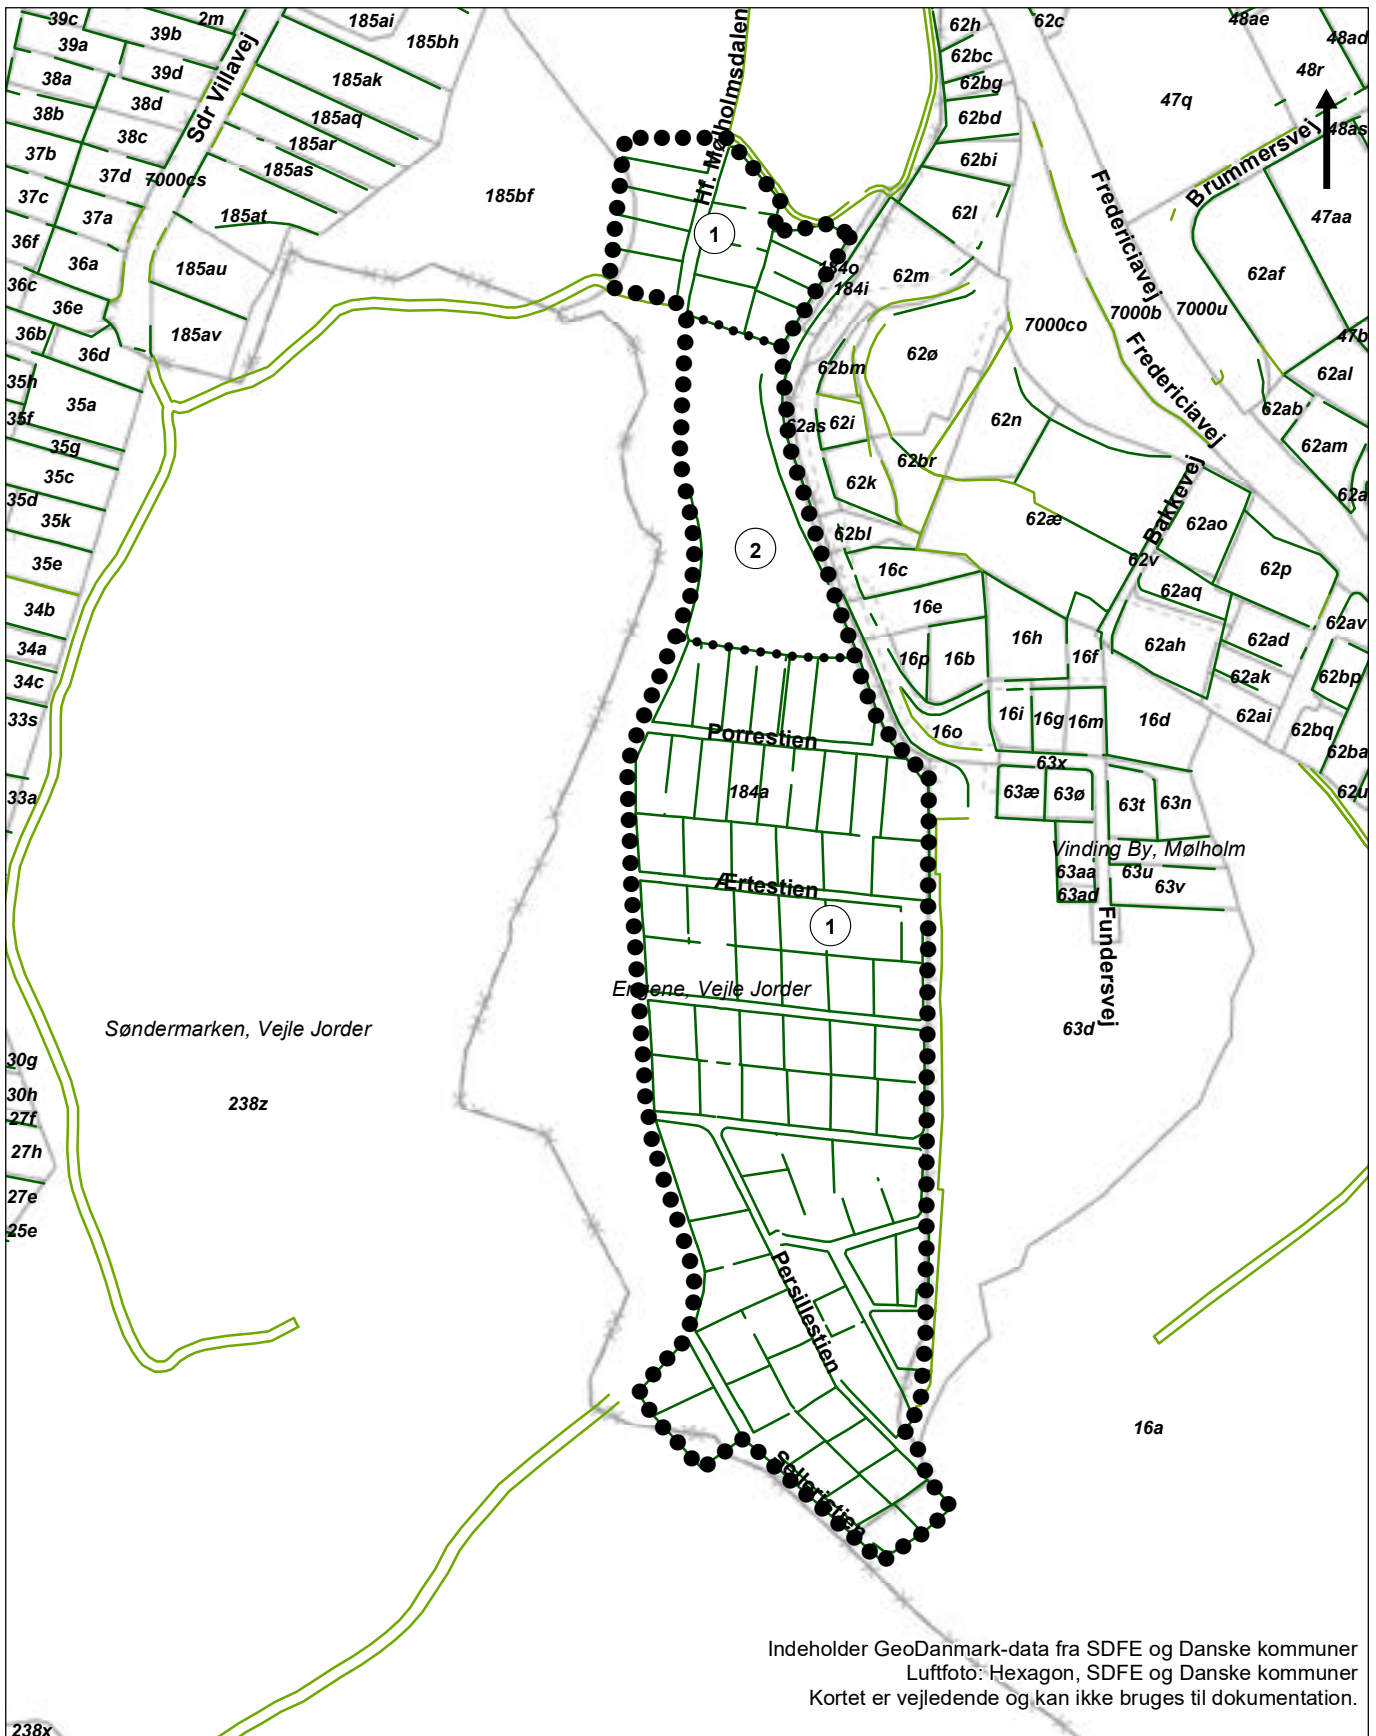 39c
39b
2m
185ai
185bh
62h
62c
48ae
48ad
39a
39d
62bc
48r
38a
185ak
62bg
47q
38b
38d
Sdr Villavej
185aq
62bd
48as
37b
38c
185ar
Hf. Mølholmsdalen
62bi
Brummersvej
37d
7000cs
185as
185bf
Fredericiavej
37c
37a
185at
62l
47aa
36f
1
36a
185au
184o
62m
62af
36c
184i
36e
7000co
7000b
7000u
36b
185av
36d
62ø
Fredericiavej
47b
35h
62bm
62al
35a
35f
62as
62i
62n
62ab
35g
62am
35c
62br
Bakkevej
35d
62k
62a
35k
62æ
62ao
35e
2
62bl
62v
62p
16c
62aq
34b
16e
62av
34a
16h
62ad
34c
16p
16b
16f
62ah
62ak
62bp
33s
16i
16g
16m
16d
62ai
62bq
Porrestien
16o
62ba
63x
33a
184a
63æ
63ø
63t
63n
62u
Vinding By, Mølholm
63aa
63u
Ærtestien
63ad
63v
1
Fundersvej
Engene, Vejle Jorder
Søndermarken, Vejle Jorder
63d
30g
30h
238z
27f
27h
27e
25e
Persillestien
16a
Selleristien
Indeholder GeoDanmark-data fra SDFE og Danske kommuner
Luftfoto: Hexagon, SDFE og Danske kommuner
Kortet er vejledende og kan ikke bruges til dokumentation.
238x